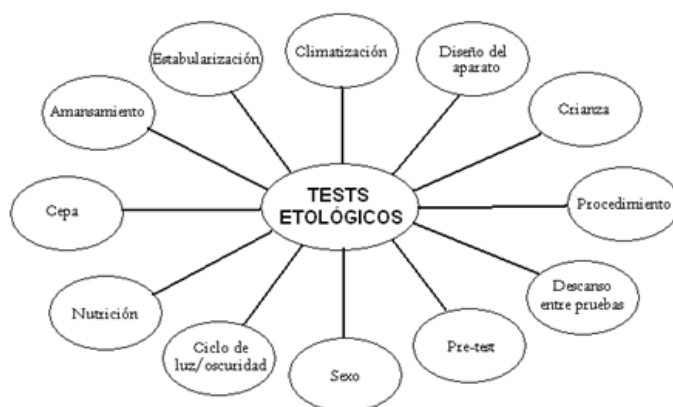 Estabularización
Climatización
Diseño del
aparato
Amansamiento
Crianza
TESTS
ETOLÓGICOS
Cepa
Procedimiento
Nutrición
Descanso
entre pruebas
Ciclo de
luz/oscuridad
Sexo
Pre-test